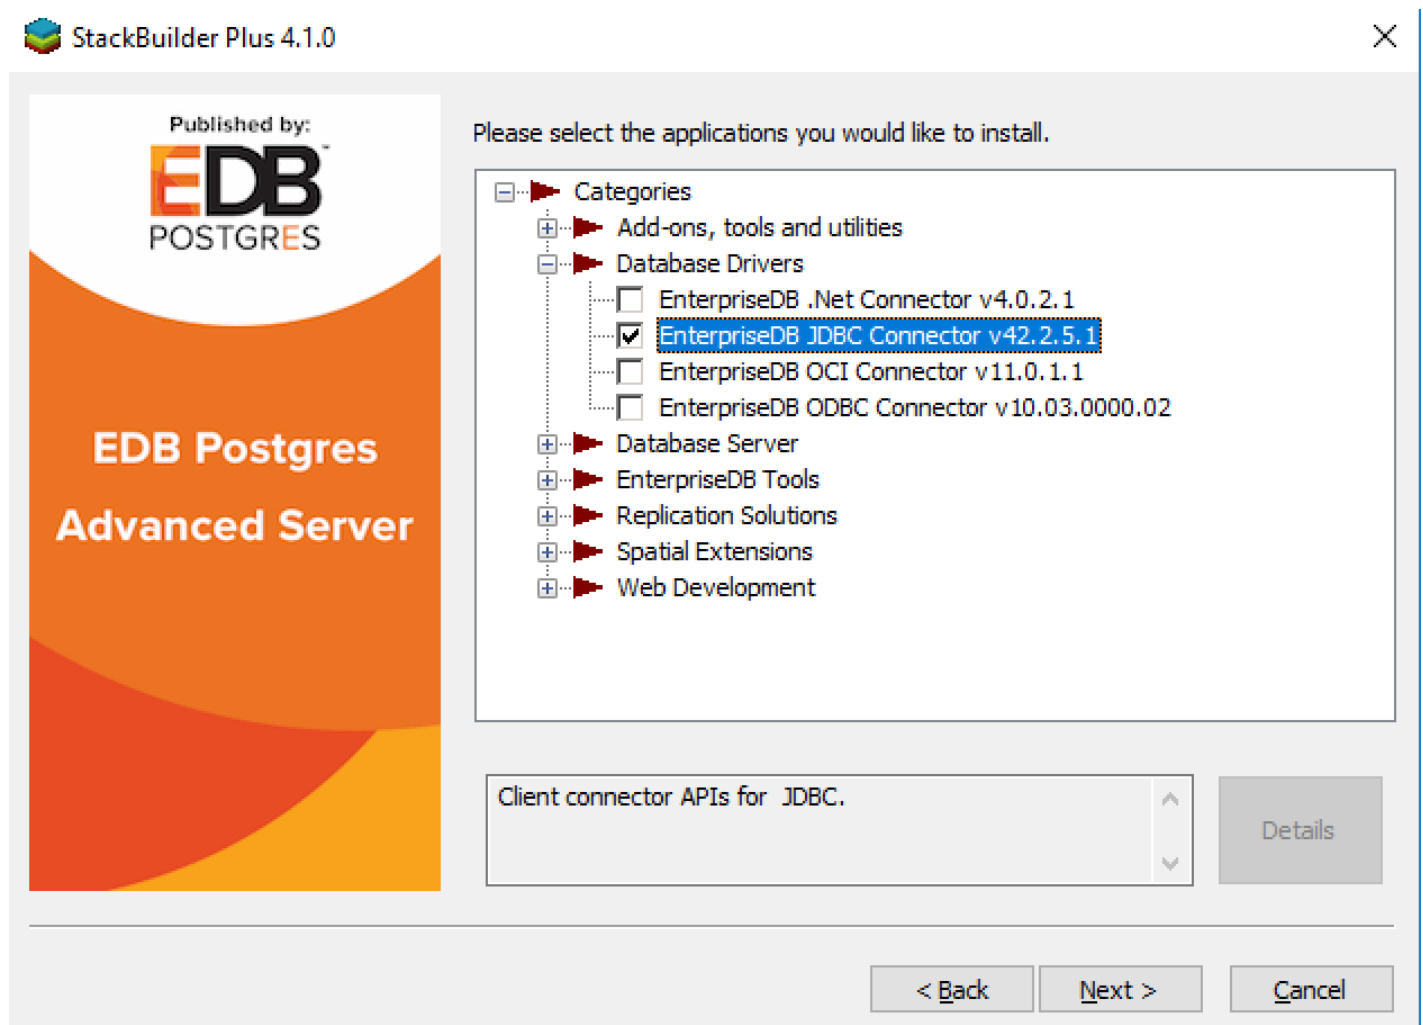 StackBuilder Plus 4.1.0
Published by:
EDB™
POSTGRES
EDB Postgres
Advanced Server
Please select the applications you would like to install.
Categories
Add-ons, tools and utilities
Database Drivers
EnterpriseDB .Net Connector v4.0.2.1
EnterpriseDB JDBC Connector v42.2.5.1
EnterpriseDB OCI Connector v11.0.1.1
EnterpriseDB ODBC Connector v10.03.0000.02
Database Server
EnterpriseDB Tools
Replication Solutions
Spatial Extensions
Web Development
Client connector APIs for  JDBC.
Details
< Back
Next >
Cancel